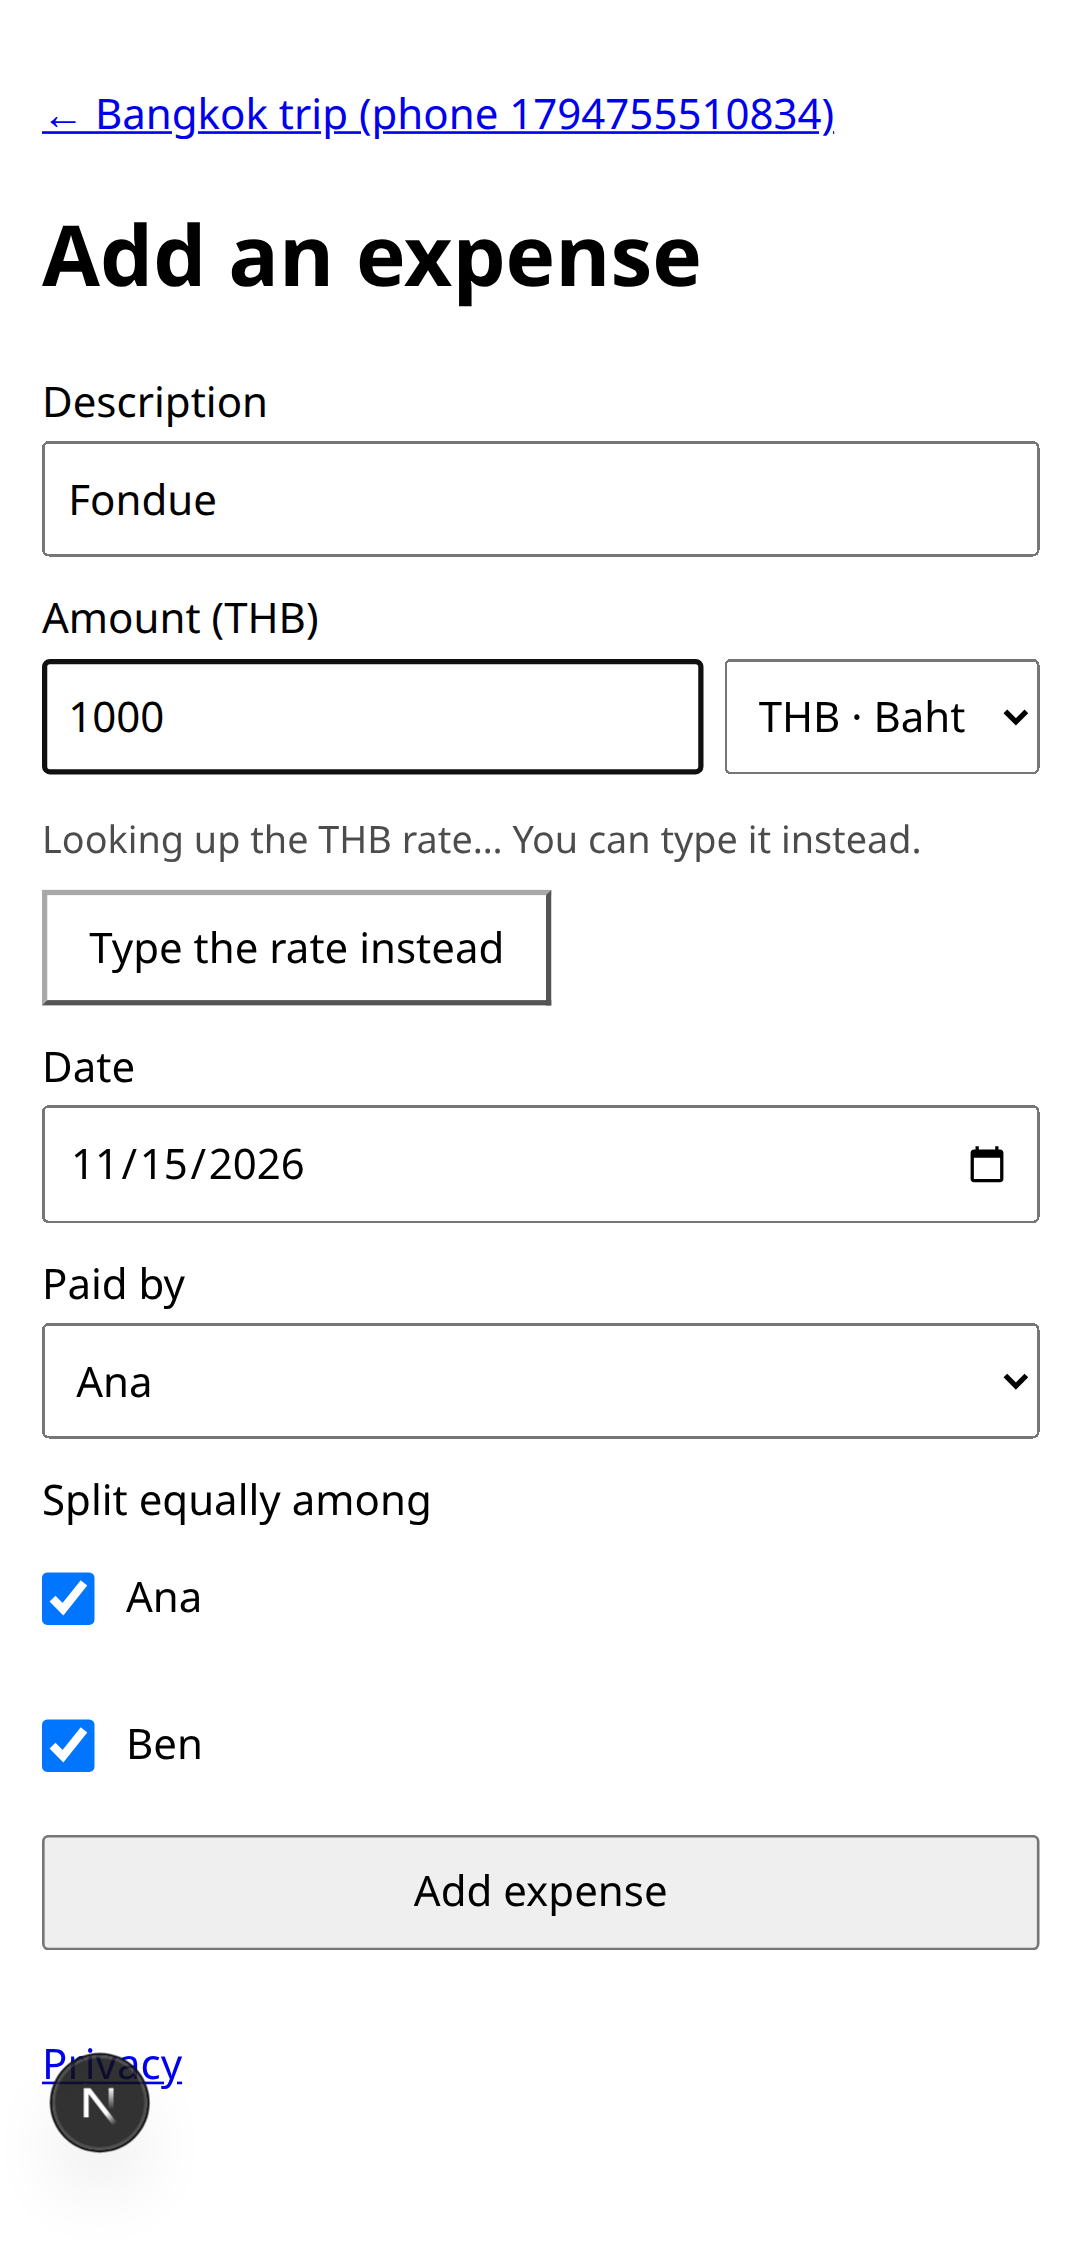 ← Bangkok trip (phone 1794755510834)
Add an expense
Description
Fondue
Amount (THB)
1000
THB · Baht
Looking up the THB rate... You can type it instead.
Type the rate instead
Date
11/15/2026
Paid by
Ana
Split equally among
Ana
Ben
Add expense
Privacy
N